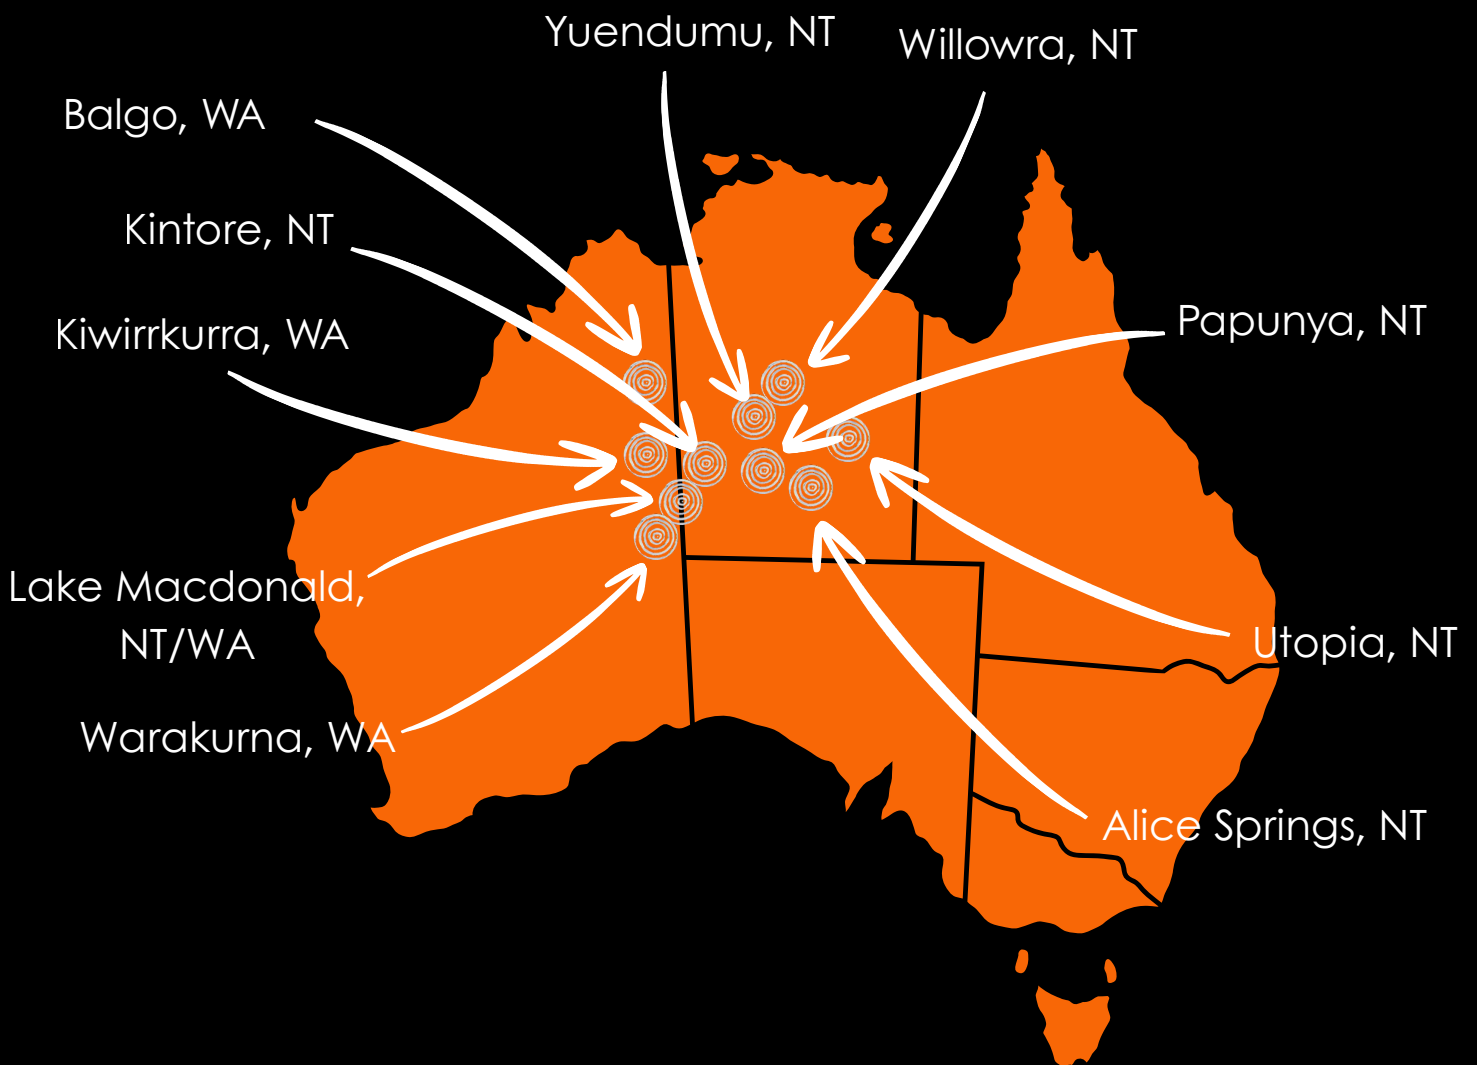 Yuendumu, NT
Willowra, NT
Balgo, WA
Kintore, NT
Kiwirrkurra, WA
Papunya, NT
Lake Macdonald,
NT/WA
Utopia, NT
Warakurna, WA
Alice Springs, NT